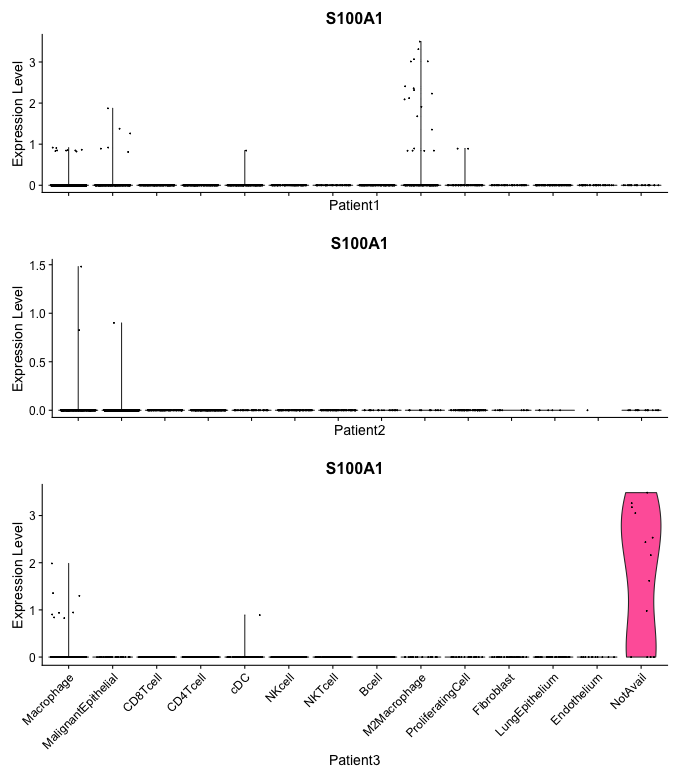 S100A1
Expression Level
3
2
1
0
Patient1
S100A1
Expression Level
1.5
1.0
0.5
0.0
Patient2
S100A1
Expression Level
3
2
1
0
Macrophage
MalignantEpithelial
CD8Tcell
CD4Tcell
cDC
NKcell
NKTcell
Bcell
M2Macrophage
ProliferatingCell
Fibroblast
LungEpithelium
Endothelium
NotAvail
Patient3